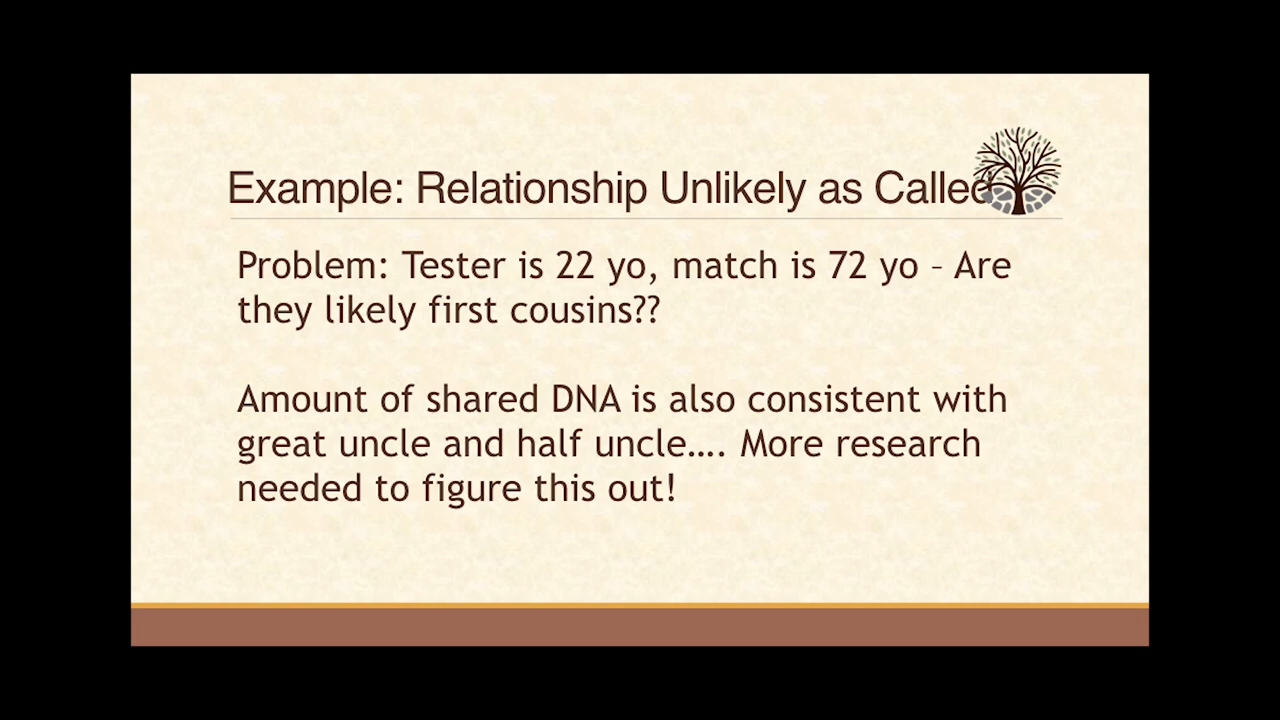 Example: Relationship Unlikely as Called
Problem: Tester is 22 yo, match is 72 yo – Are
they likely first cousins??
Amount of shared DNA is also consistent with
great uncle and half uncle…. More research
needed to figure this out!